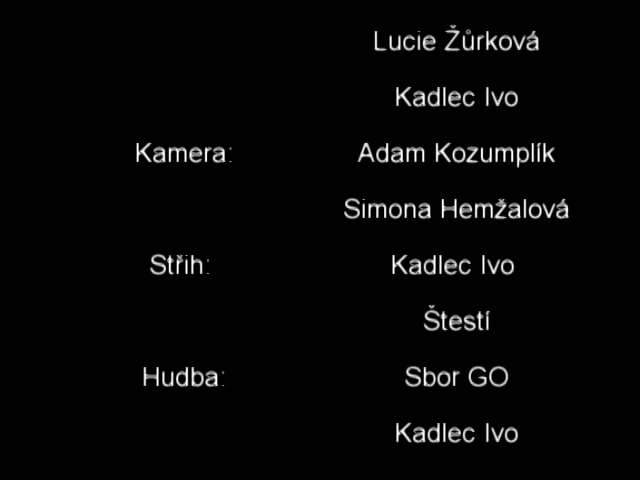 Lucie Žůrková
Kadlec Ivo
Kamera: Adam Kozumplík
Simona Hemžalová
Střih: Kadlec Ivo
Štestí
Hudba: Sbor GO
Kadlec Ivo